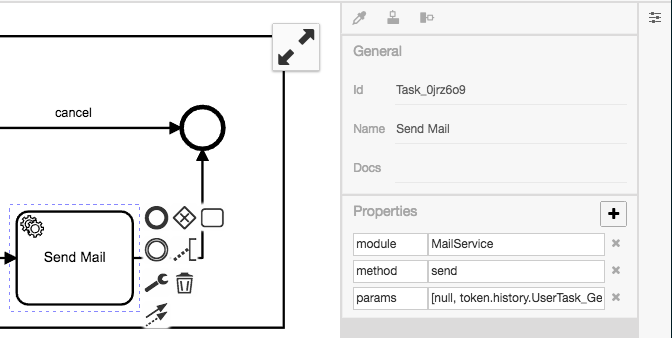 cancel
Send Mail
General
Id Task_0jrz6o9
Name Send Mail
Docs
Properties
module MailService
method send
params [null, token.history.UserTask_Ge